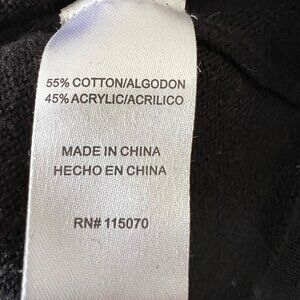 55% COTTON/ALGODON
45% ACRYLIC/ACRILICO
MADE IN CHINA
HECHO EN CHINA
RN# 115070